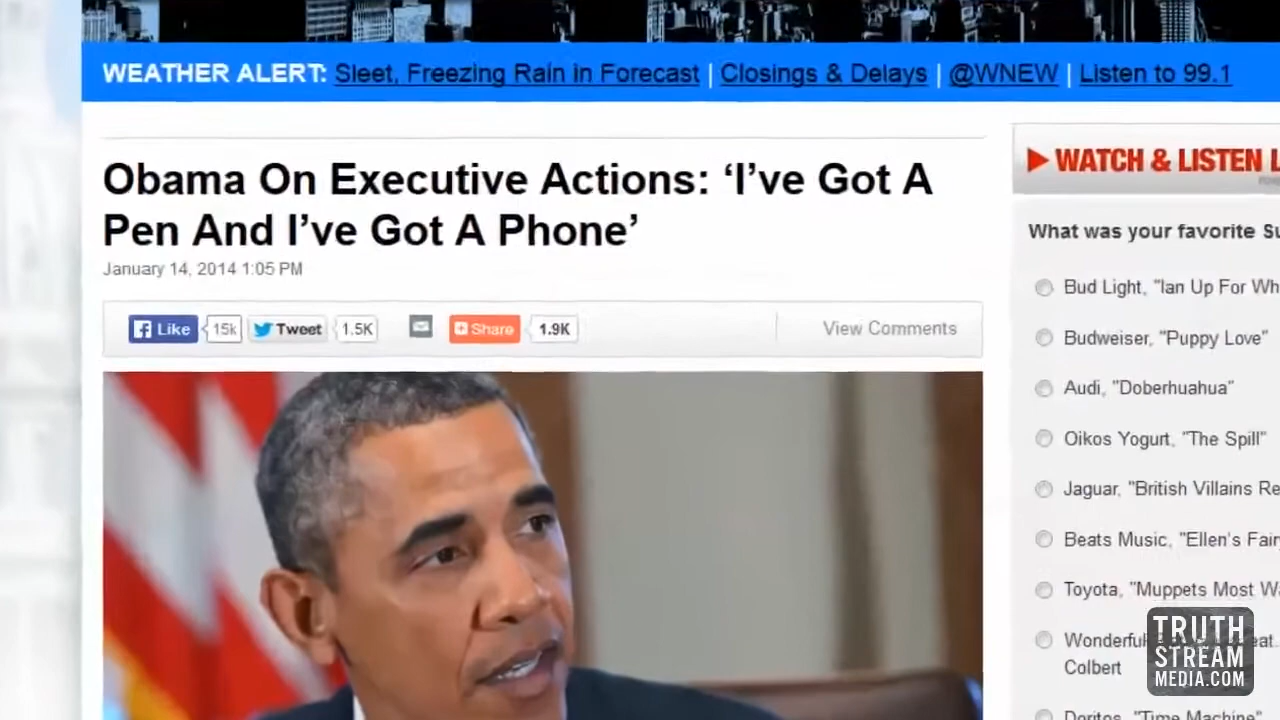 WEATHER ALERT: Sleet, Freezing Rain in Forecast | Closings & Delays | @WNEW | Listen to 99.1
Obama On Executive Actions: ‘I’ve Got A
Pen And I’ve Got A Phone’
January 14, 2014 1:05 PM
Like 15k Tweet 1.5K Share 1.9K View Comments
WATCH & LISTEN
What was your favorite
Bud Light, "Ian Up For
Budweiser, "Puppy Love"
Audi, "Doberhuahua"
Oikos Yogurt, "The Spill"
Jaguar, "British Villains
Beats Music, "Ellen's
Toyota, "Muppets Most
Colbert
Doritos, "Time Machine"
TRUTH
STREAM
MEDIA.COM